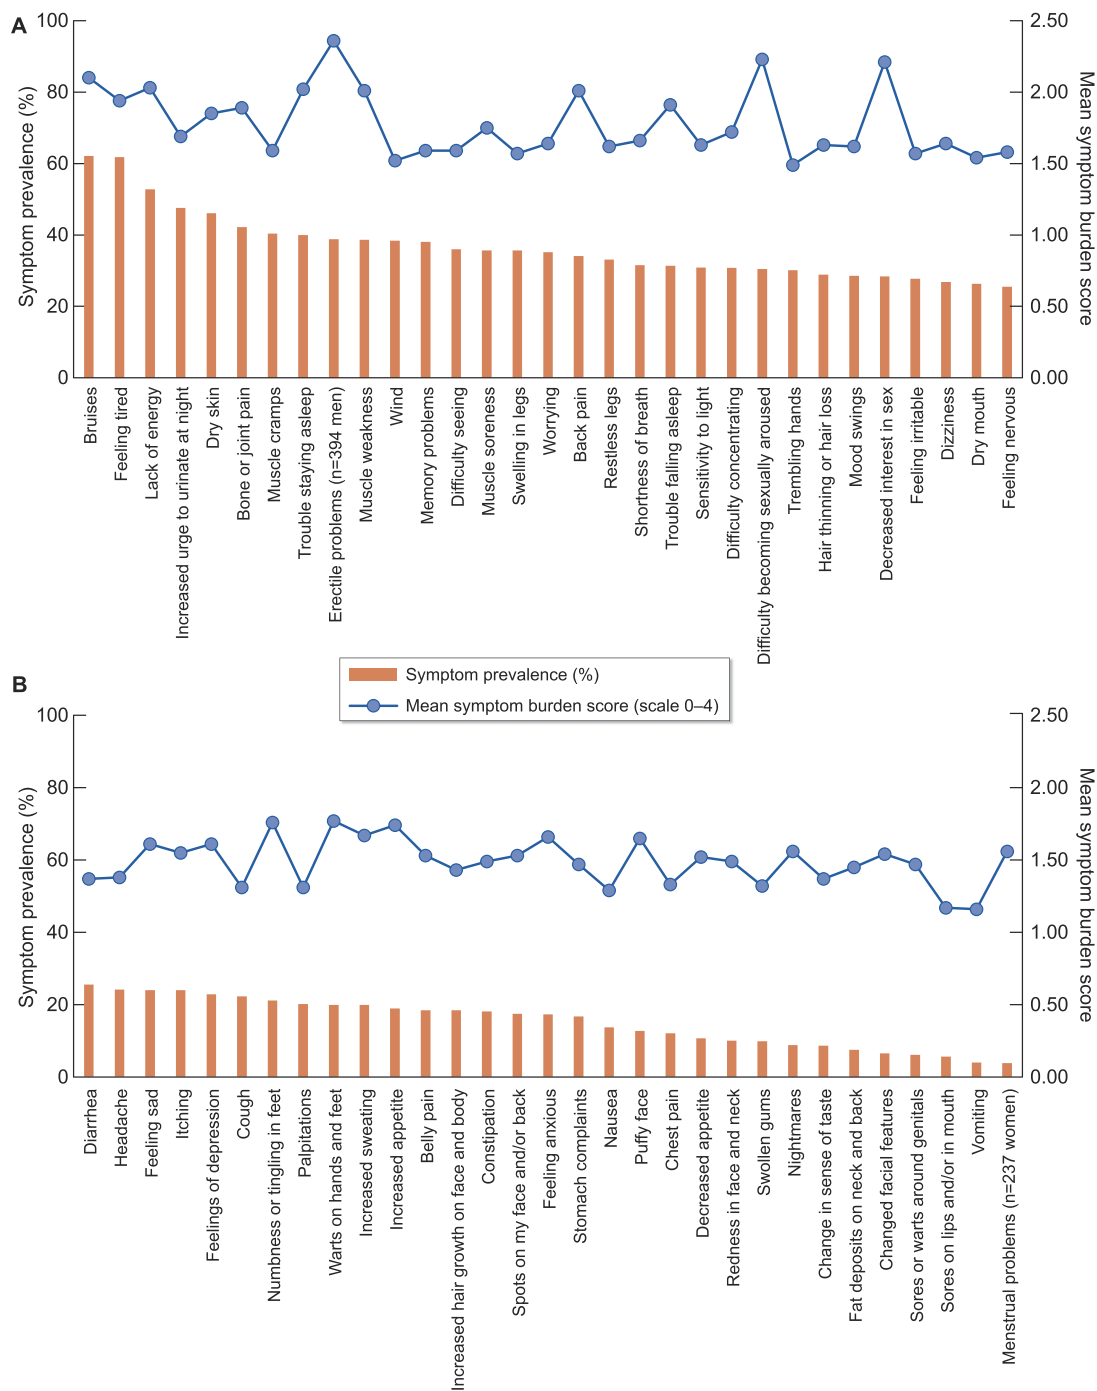 A
100
80
60
40
20
0
Symptom prevalence (%)
2.50
2.00
1.50
1.00
0.50
0.00
Mean symptom burden score
Bruises
Feeling tired
Lack of energy
Increased urge to urinate at night
Dry skin
Bone or joint pain
Muscle cramps
Trouble staying asleep
Erectile problems (n=394 men)
Muscle weakness
Wind
Memory problems
Difficulty seeing
Muscle soreness
Swelling in legs
Worrying
Back pain
Restless legs
Shortness of breath
Trouble falling asleep
Sensitivity to light
Difficulty concentrating
Difficulty becoming sexually aroused
Trembling hands
Hair thinning or hair loss
Mood swings
Decreased interest in sex
Feeling irritable
Dizziness
Dry mouth
Feeling nervous
Symptom prevalence (%)
Mean symptom burden score (scale 0–4)
B
100
80
60
40
20
0
Symptom prevalence (%)
2.50
2.00
1.50
1.00
0.50
0.00
Mean symptom burden score
Diarrhea
Headache
Feeling sad
Itching
Feelings of depression
Cough
Numbness or tingling in feet
Palpitations
Warts on hands and feet
Increased sweating
Increased appetite
Belly pain
Increased hair growth on face and body
Constipation
Spots on my face and/or back
Feeling anxious
Stomach complaints
Nausea
Puffy face
Chest pain
Decreased appetite
Redness in face and neck
Swollen gums
Nightmares
Change in sense of taste
Fat deposits on neck and back
Changed facial features
Sores or warts around genitals
Sores on lips and/or in mouth
Vomiting
Menstrual problems (n=237 women)